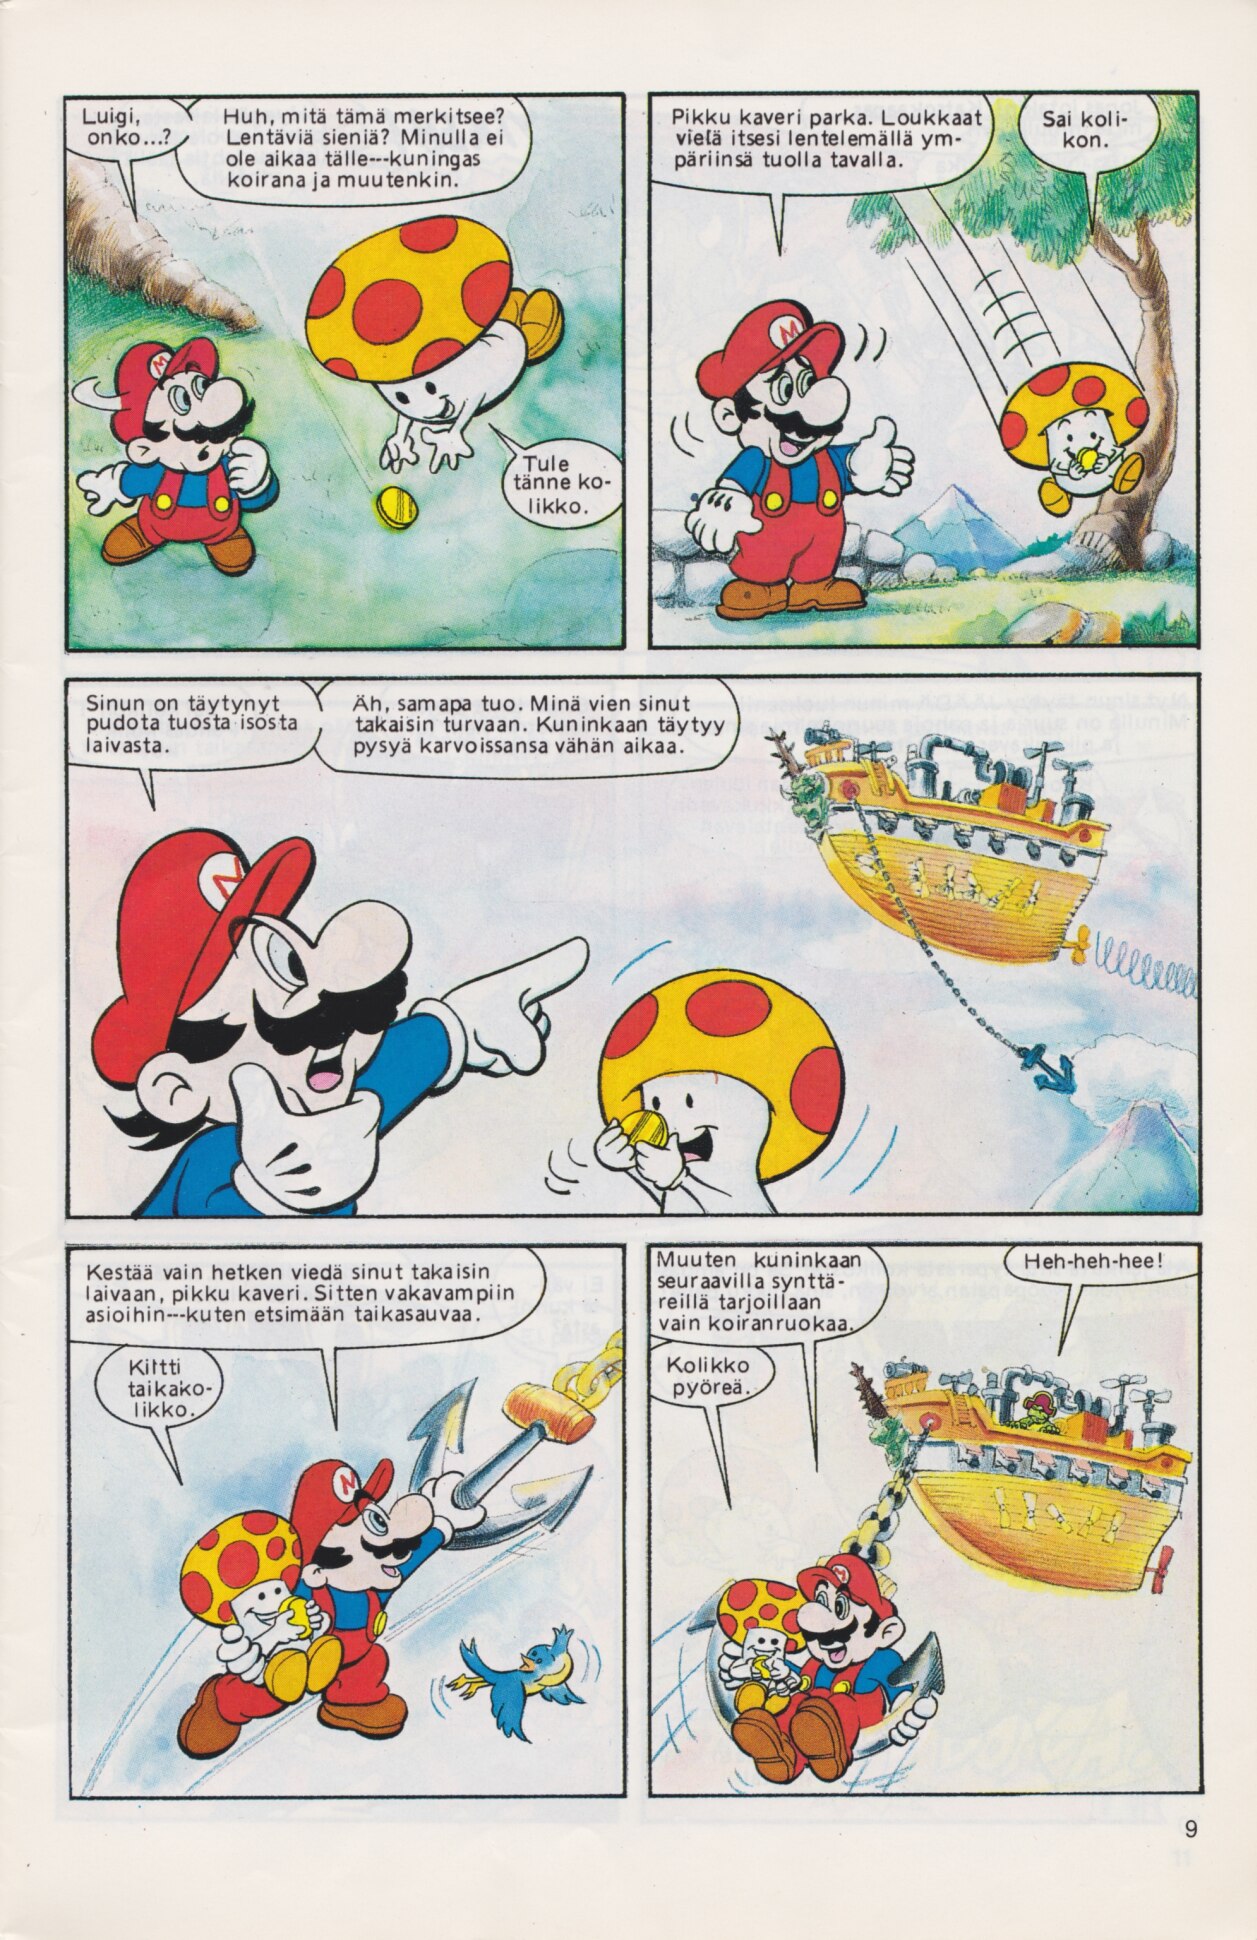 Luigi,
onko...?
Huh, mitä tämä merkitsee?
Lentäviä sieniä? Minulla ei
ole aikaa tälle---kuningas
koirana ja muutenkin.
Tule
tänne ko-
likko.
Pikku kaveri parka. Loukkaat
vielä itsesi lentelemällä ym-
päriinsä tuolla tavalla.
Sai koli-
kon.
Sinun on täytynyt
pudota tuosta isosta
laivasta.
Äh, samapa tuo. Minä vien sinut
takaisin turvaan. Kuninkaan täytyy
pysyä karvoissansa vähän aikaa.
Kestää vain hetken viedä sinut takaisin
laivaan, pikku kaveri. Sitten vakavampiin
asioihin---kuten etsimään taikasauvaa.
Kiltti
taikako-
likko.
Muuten kuninkaan
seuraavilla synttä-
reillä tarjoillaan
vain koiranruokaa.
Heh-heh-hee!
Kolikko
pyöreä.
M
M
M
M
M
9